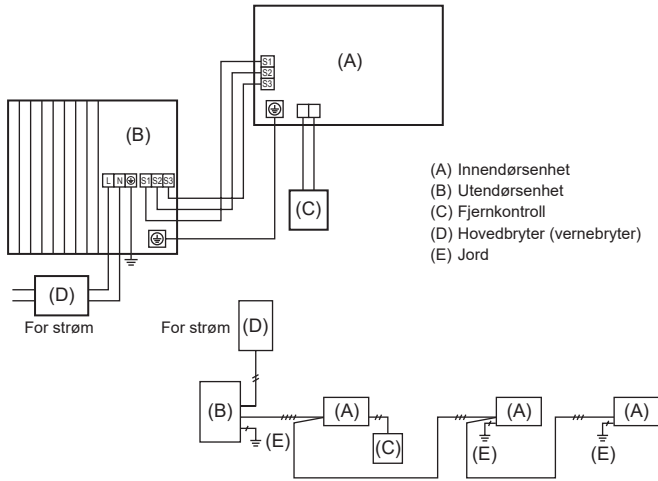 S1
S2
S3
(A)
(B)
L N S1 S2 S3
(C)
(D)
For strøm
(A) Innendørsenhet
(B) Utendørsenhet
(C) Fjernkontroll
(D) Hovedbryter (vernebryter)
(E) Jord
For strøm (D)
(B)
(E)
(A)
(C)
(A)
(E)
(A)
(E)